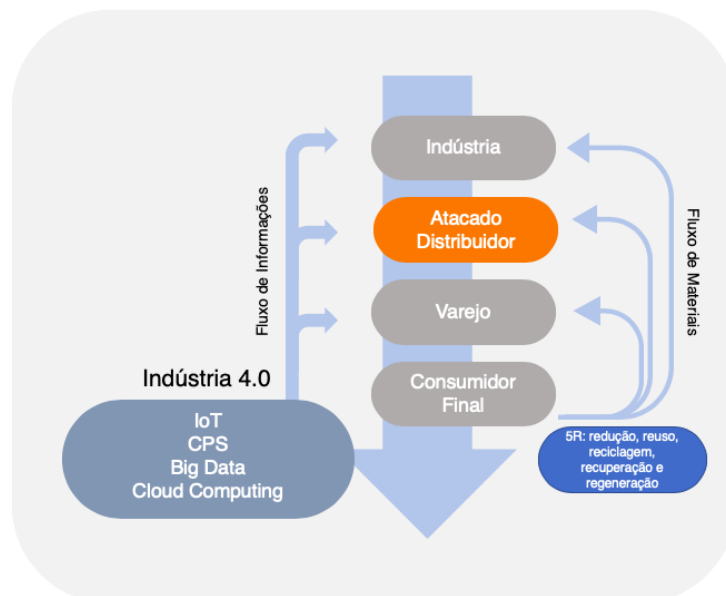 Indústria
Atacado
Distribuidor
Varejo
Consumidor
Final
Fluxo de Informações
Fluxo de Materiais
Indústria 4.0
IoT
CPS
Big Data
Cloud Computing
5R: redução, reuso,
reciclagem,
recuperação e
regeneração